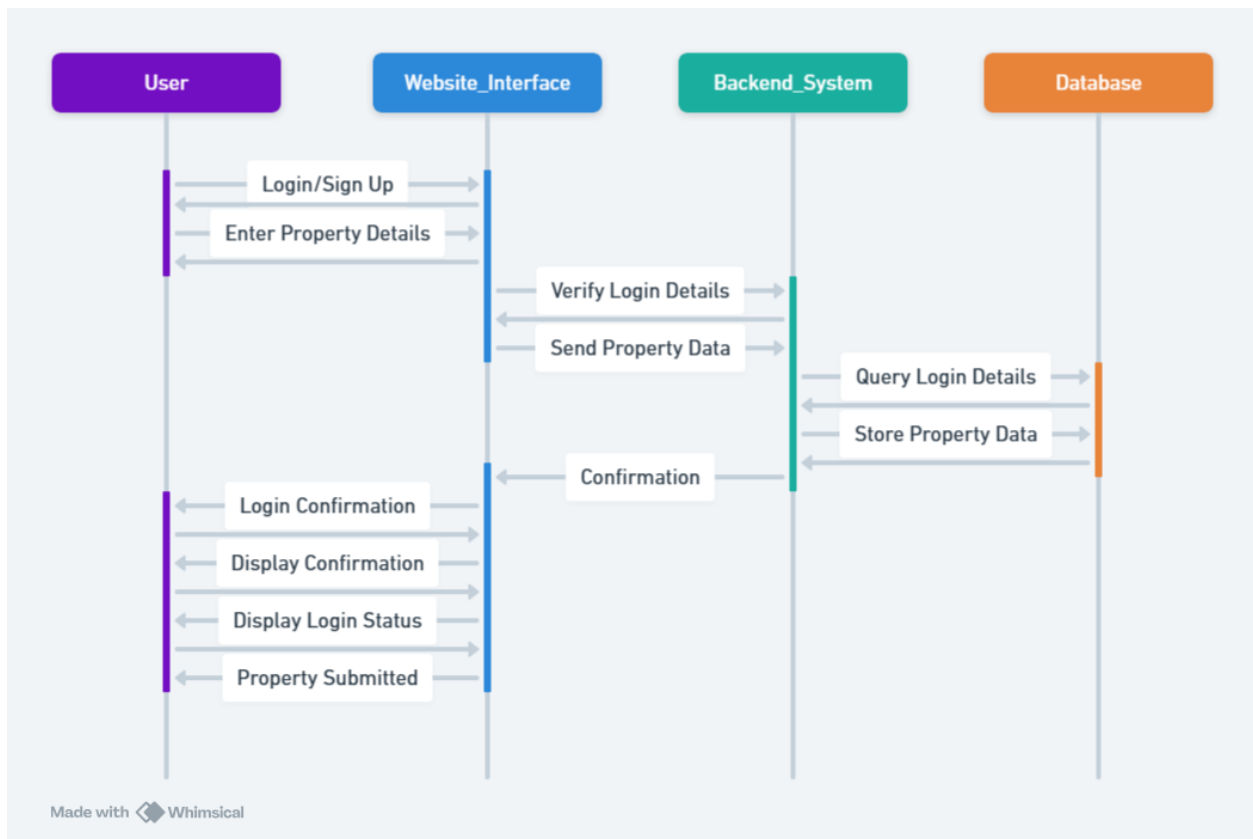 User
Website_Interface
Backend_System
Database
Login/Sign Up
Enter Property Details
Verify Login Details
Send Property Data
Query Login Details
Store Property Data
Confirmation
Login Confirmation
Display Confirmation
Display Login Status
Property Submitted
Made with Whimsical